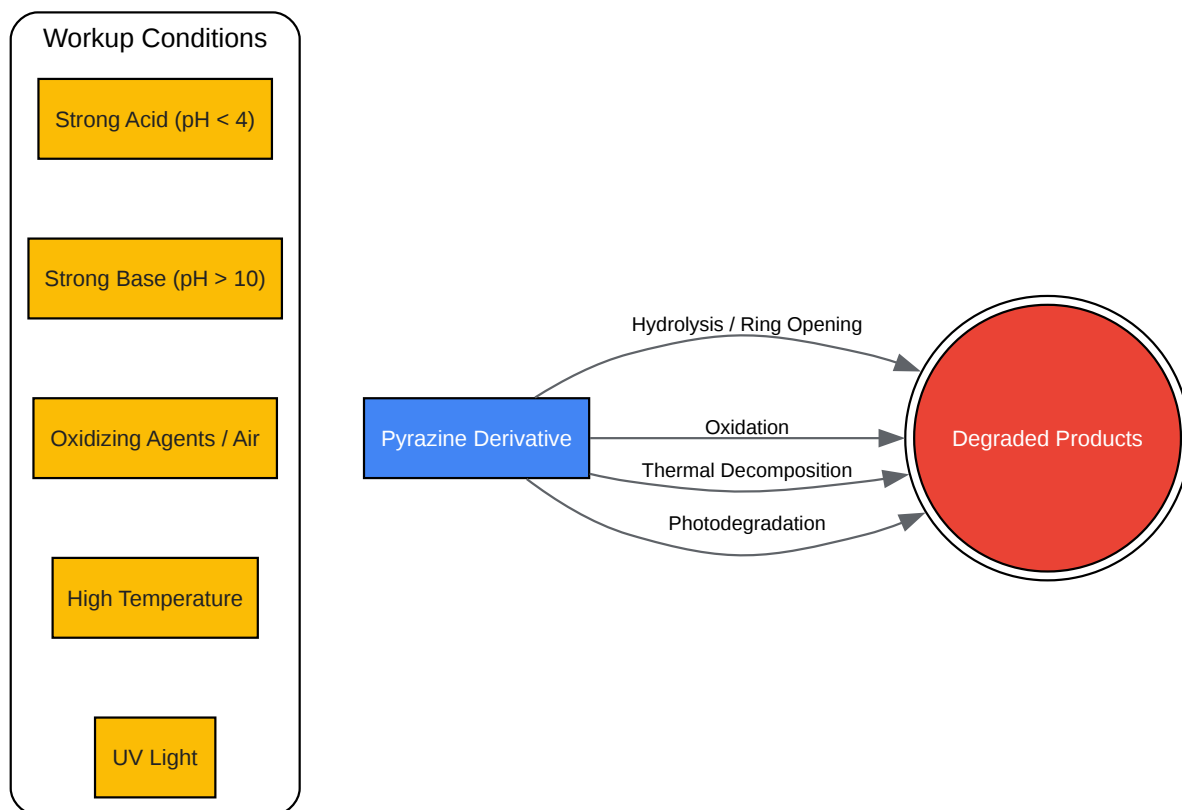 Workup Conditions
Strong Acid (pH < 4)
Strong Base (pH > 10)
Oxidizing Agents / Air
High Temperature
UV Light
Pyrazine Derivative
Hydrolysis / Ring Opening
Oxidation
Thermal Decomposition
Photodegradation
Degraded Products